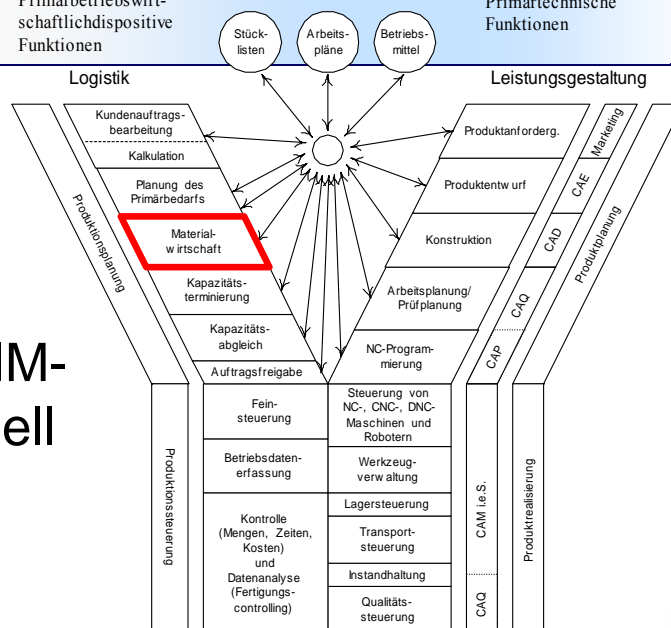 Primärbetriebswirt-
schaftlichdispositive
Funktionen
Primärtechnische
Funktionen
Stück-
listen
Arbeits-
pläne
Betriebs-
mittel
Logistik
Leistungsgestaltung
Kundenauftrags-
bearbeitung
Kalkulation
Planung des
Primärbedarfs
Material-
wirtschaft
Kapazitäts-
terminierung
Kapazitäts-
abgleich
Auftragsfreigabe
Produktionsplanung
Produktanforderg.
Produktentwurf
Konstruktion
Arbeitsplanung/
Prüfplanung
NC-Program-
mierung
Marketing
CAE
CAD
CAQ
CAP
Produktplanung
IM-
ell
Fein-
steuerung
Betriebsdaten-
erfassung
Kontrolle
(Mengen, Zeiten,
Kosten)
und
Datenanalyse
(Fertigungs-
controlling)
Produktionssteuerung
Steuerung von
NC-, CNC-, DNC-
Maschinen und
Robotern
Werkzeug-
verwaltung
Lagersteuerung
Transport-
steuerung
Instandhaltung
Qualitäts-
steuerung
CAM i.e.S.
CAQ
Produktrealisierung